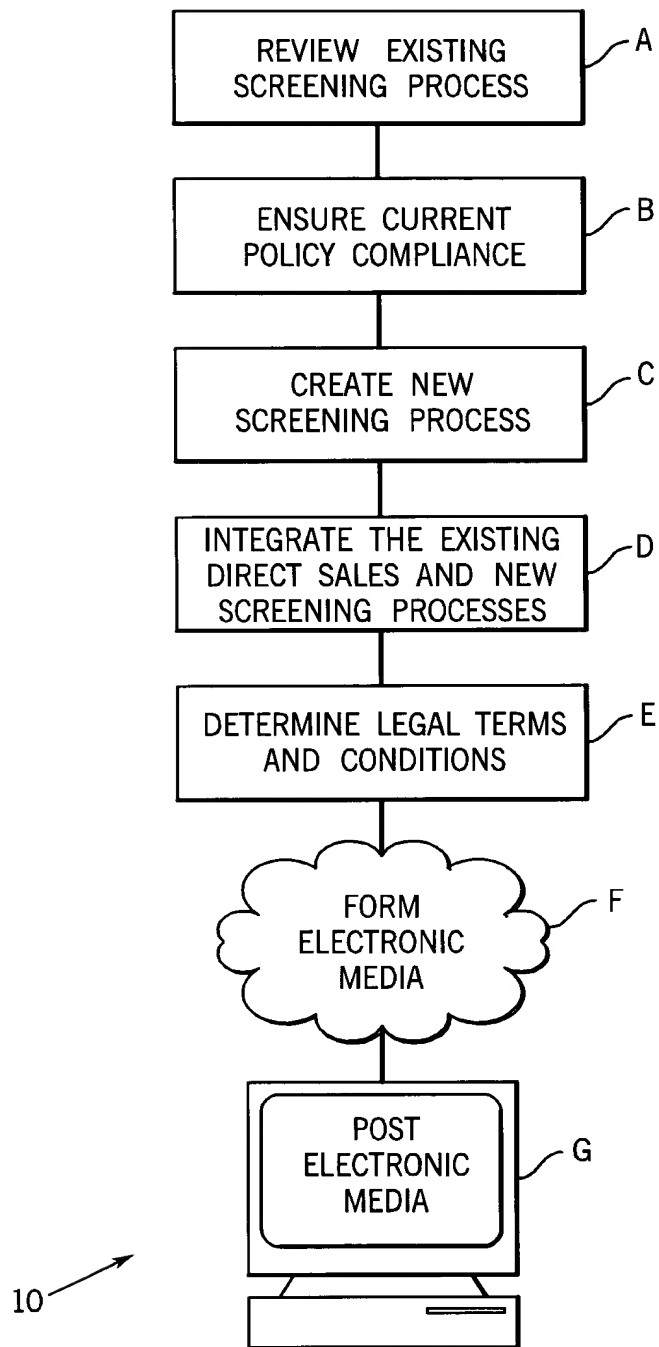 REVIEW EXISTING
SCREENING PROCESS
A
ENSURE CURRENT
POLICY COMPLIANCE
B
CREATE NEW
SCREENING PROCESS
C
INTEGRATE THE EXISTING
DIRECT SALES AND NEW
SCREENING PROCESSES
D
DETERMINE LEGAL TERMS
AND CONDITIONS
E
FORM
ELECTRONIC
MEDIA
F
POST
ELECTRONIC
MEDIA
G
10